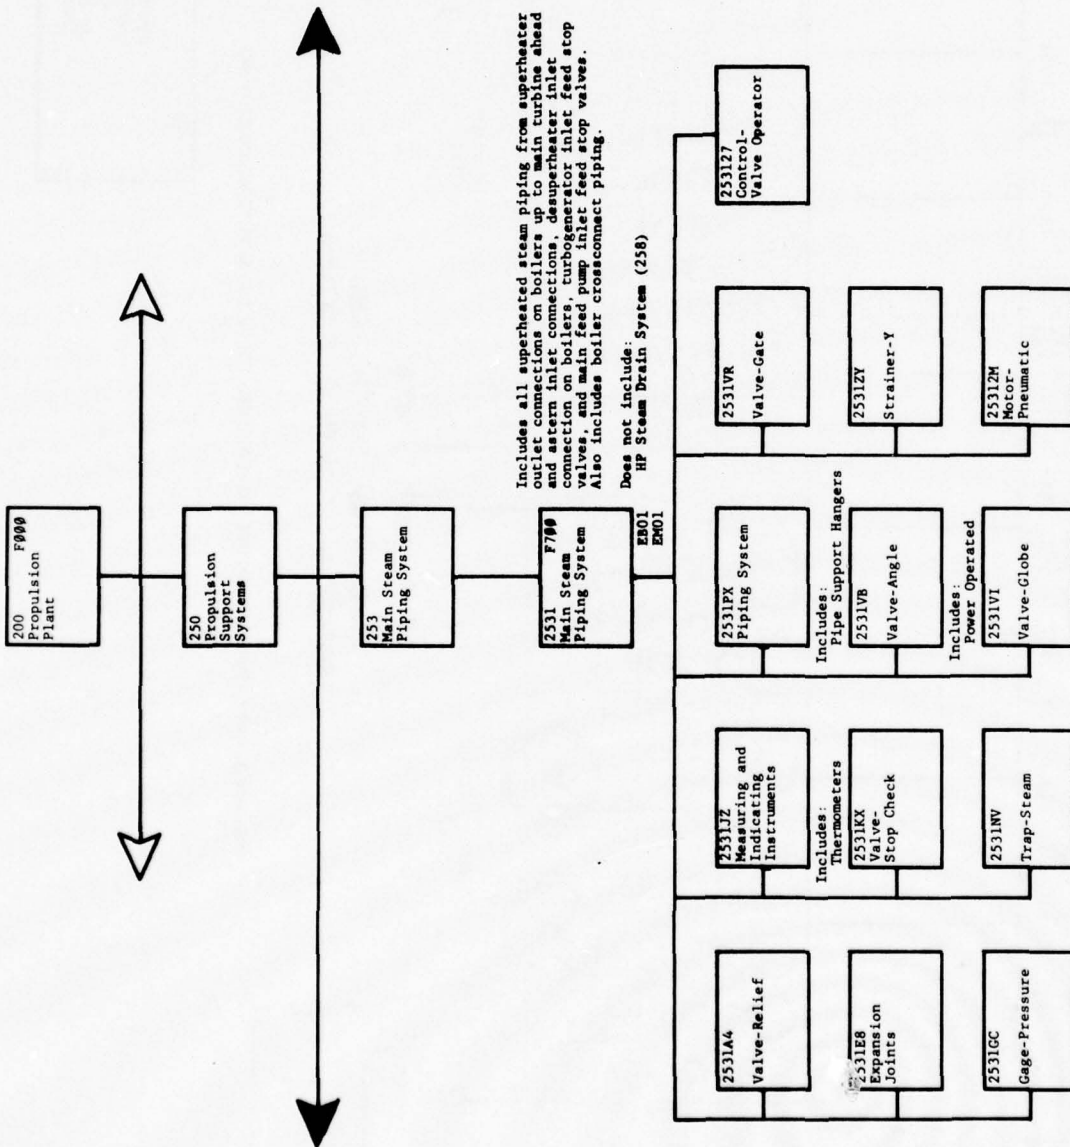 200 F000
Propulsion
Plant
250
Propulsion
Support
Systems
253
Main Steam
Piping System
2531 F700
Main Steam
Piping System
EB01
EM01
Includes all superheated steam piping from superheater
outlet connections on boilers up to main turbine ahead
and astern inlet connections, desuperheater inlet
connection on boilers, turbogenerator inlet feed stop
valves, and main feed pump inlet feed stop valves.
Also includes boiler crossconnect piping.
Does not include:
HP Steam Drain System (258)
2531A4
Valve-Relief
2531E8
Expansion
Joints
2531GC
Gage-Pressure
2531JZ
Measuring and
Indicating
Instruments
Includes:
Thermometers
2531KX
Valve-
Stop Check
2531NV
Trap-Steam
2531PX
Piping System
Includes:
Pipe Support Hangers
2531VB
Valve-Angle
Includes:
Power Operated
2531VI
Valve-Globe
2531VR
Valve-Gate
2531ZY
Strainer-Y
25312M
Motor-
Pneumatic
253127
Control-
Valve Operator